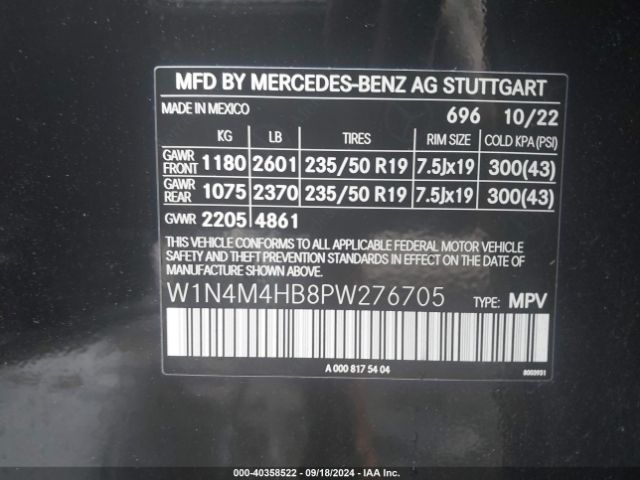 MFD BY MERCEDES-BENZ AG STUTTGART
MADE IN MEXICO 696 10/22
KG LB TIRES RIM SIZE COLD KPA(PSI)
GAWR FRONT 1180 2601 235/50 R19 7.5Jx19 300(43)
GAWR REAR 1075 2370 235/50 R19 7.5Jx19 300(43)
GVWR 2205 4861
THIS VEHICLE CONFORMS TO ALL APPLICABLE FEDERAL MOTOR VEHICLE
SAFETY AND THEFT PREVENTION STANDARDS IN EFFECT ON THE DATE OF
MANUFACTURE SHOWN ABOVE.
W1N4M4HB8PW276705 TYPE: MPV
A 000 817 54 04 8003931
000-40358522 - 09/18/2024 - IAA Inc.